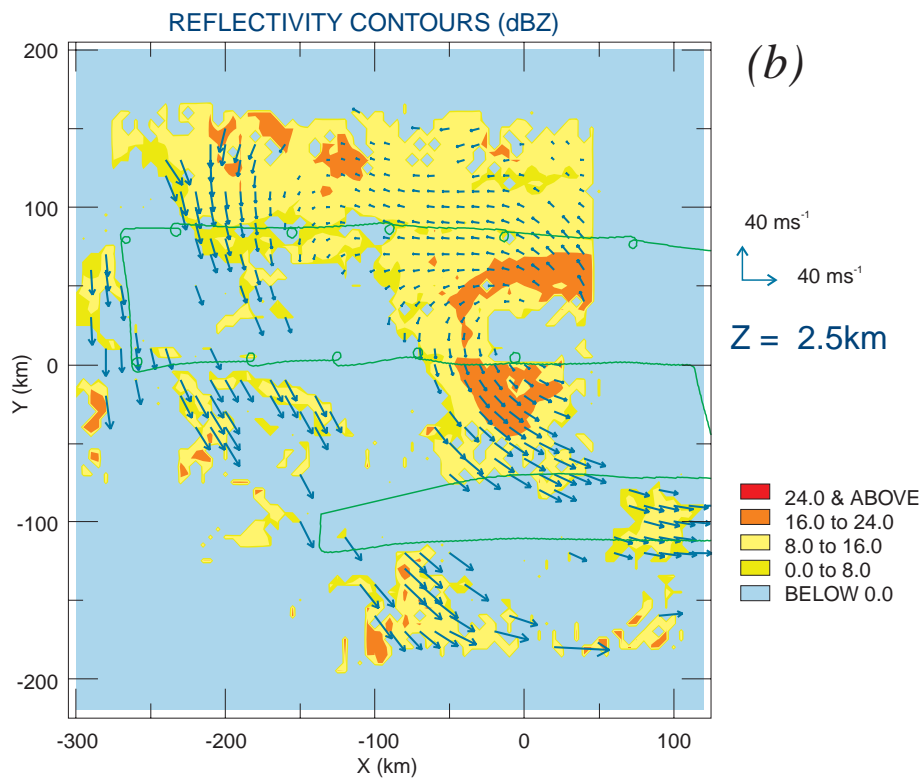 REFLECTIVITY CONTOURS (dBZ)
(b)
200
100
0
-100
-200
Y (km)
-300
-200
-100
0
100
X (km)
40 ms⁻¹
40 ms⁻¹
Z = 2.5km
24.0 & ABOVE
16.0 to 24.0
8.0 to 16.0
0.0 to 8.0
BELOW 0.0